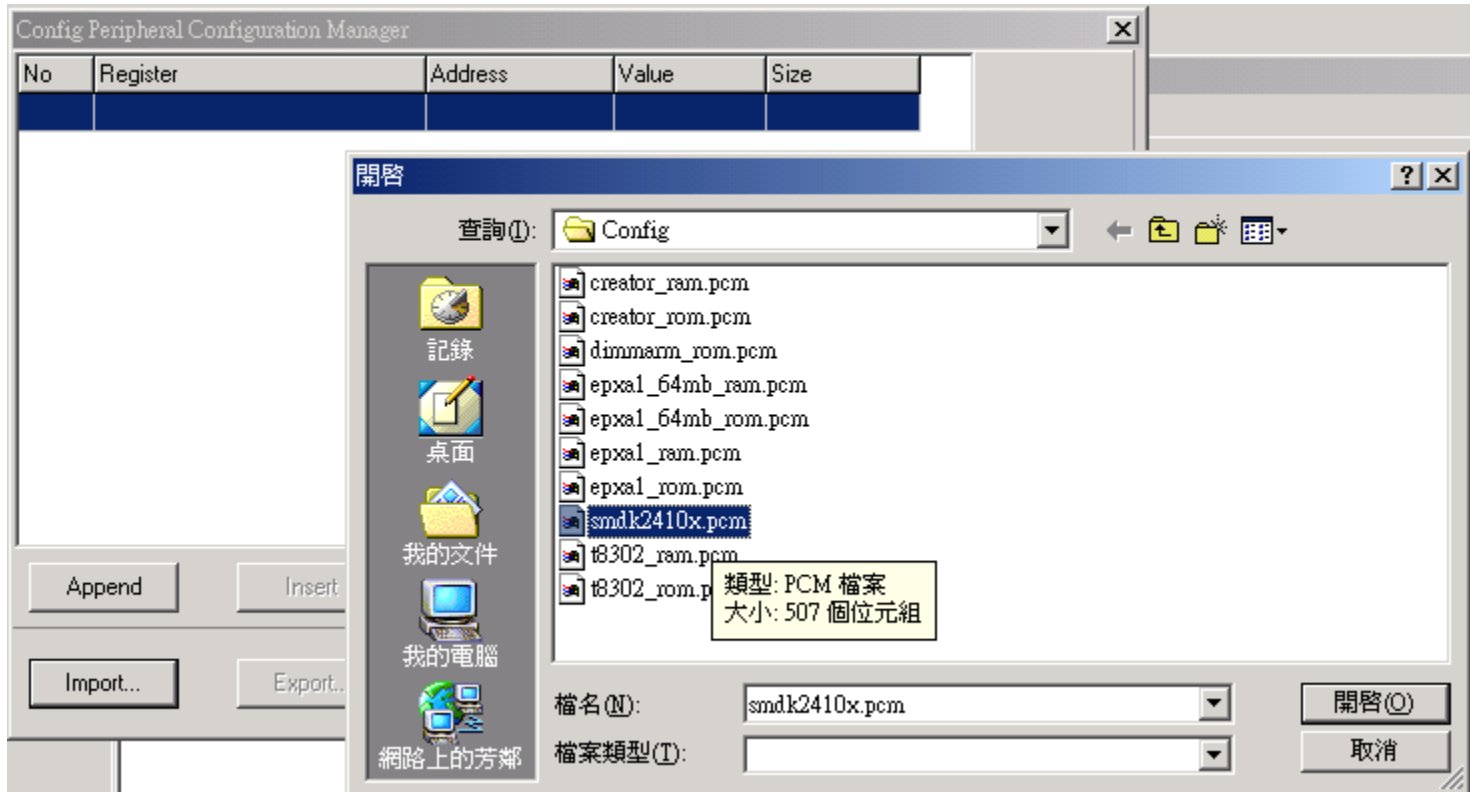 Config Peripheral Configuration Manager
No Register Address Value Size
開啓
查詢(I): Config
creator_ram.pcm
creator_rom.pcm
dimmarm_rom.pcm
epxa1_64mb_ram.pcm
epxa1_64mb_rom.pcm
epxa1_ram.pcm
epxa1_rom.pcm
smdk2410x.pcm
t8302_ram.pcm
t8302_rom.p
類型: PCM 檔案
大小: 507 個位元組
記錄
桌面
我的文件
我的電腦
網路上的芳鄰
Append Insert
Import... Export..
檔名(N): smdk2410x.pcm 開啓(O)
檔案類型(T): 取消